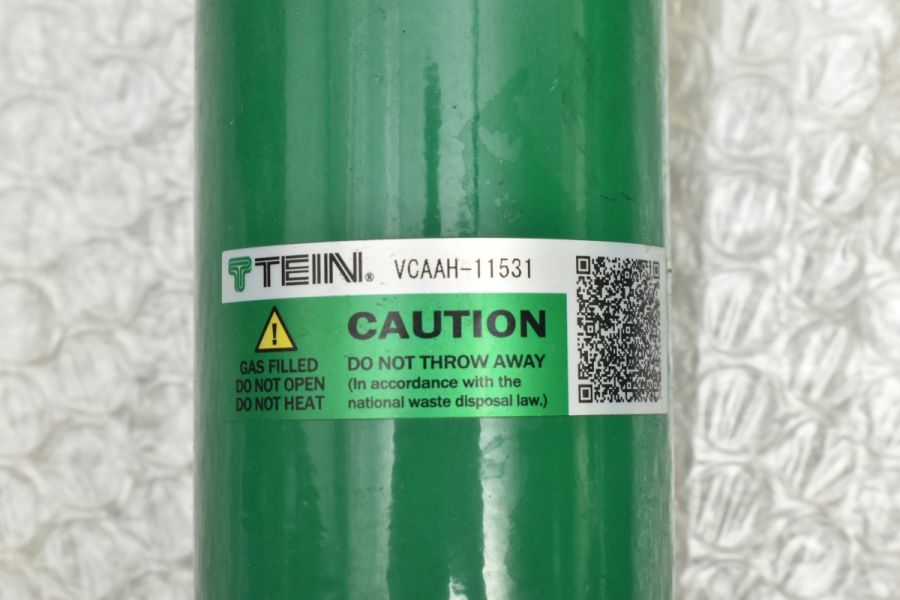 TEIN® VCAAH-11531
CAUTION
GAS FILLED
DO NOT OPEN
DO NOT HEAT
DO NOT THROW AWAY
(In accordance with the
national waste disposal law.)